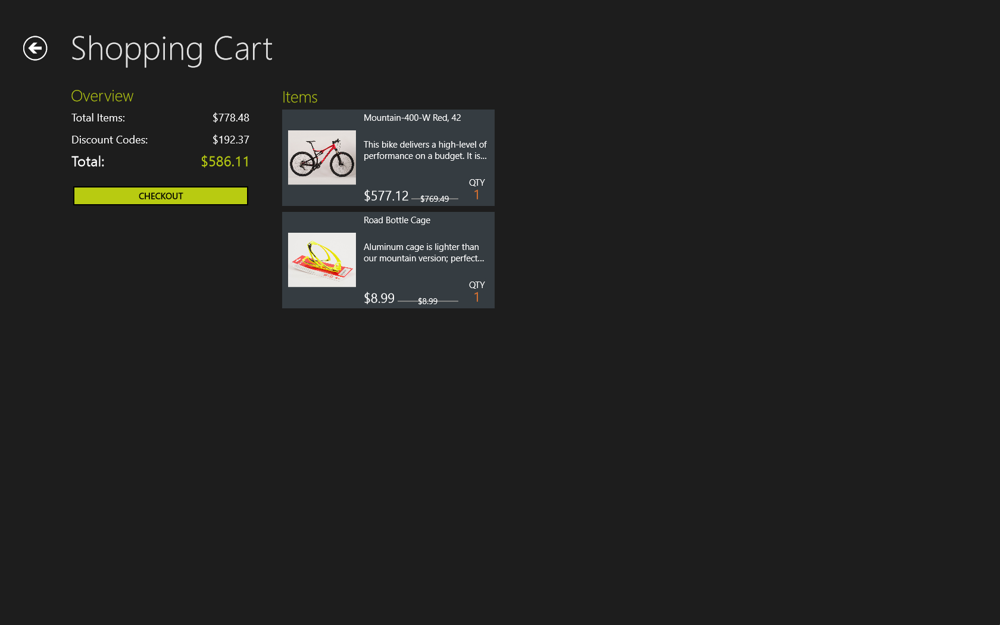 Shopping Cart
Overview
Total Items: $778.48
Discount Codes: $192.37
Total: $586.11
CHECKOUT
Items
Mountain-400-W Red, 42
This bike delivers a high-level of
performance on a budget. It is...
QTY
$577.12 $769.49 1
Road Bottle Cage
Aluminum cage is lighter than
our mountain version; perfect...
QTY
$8.99 $8.99 1